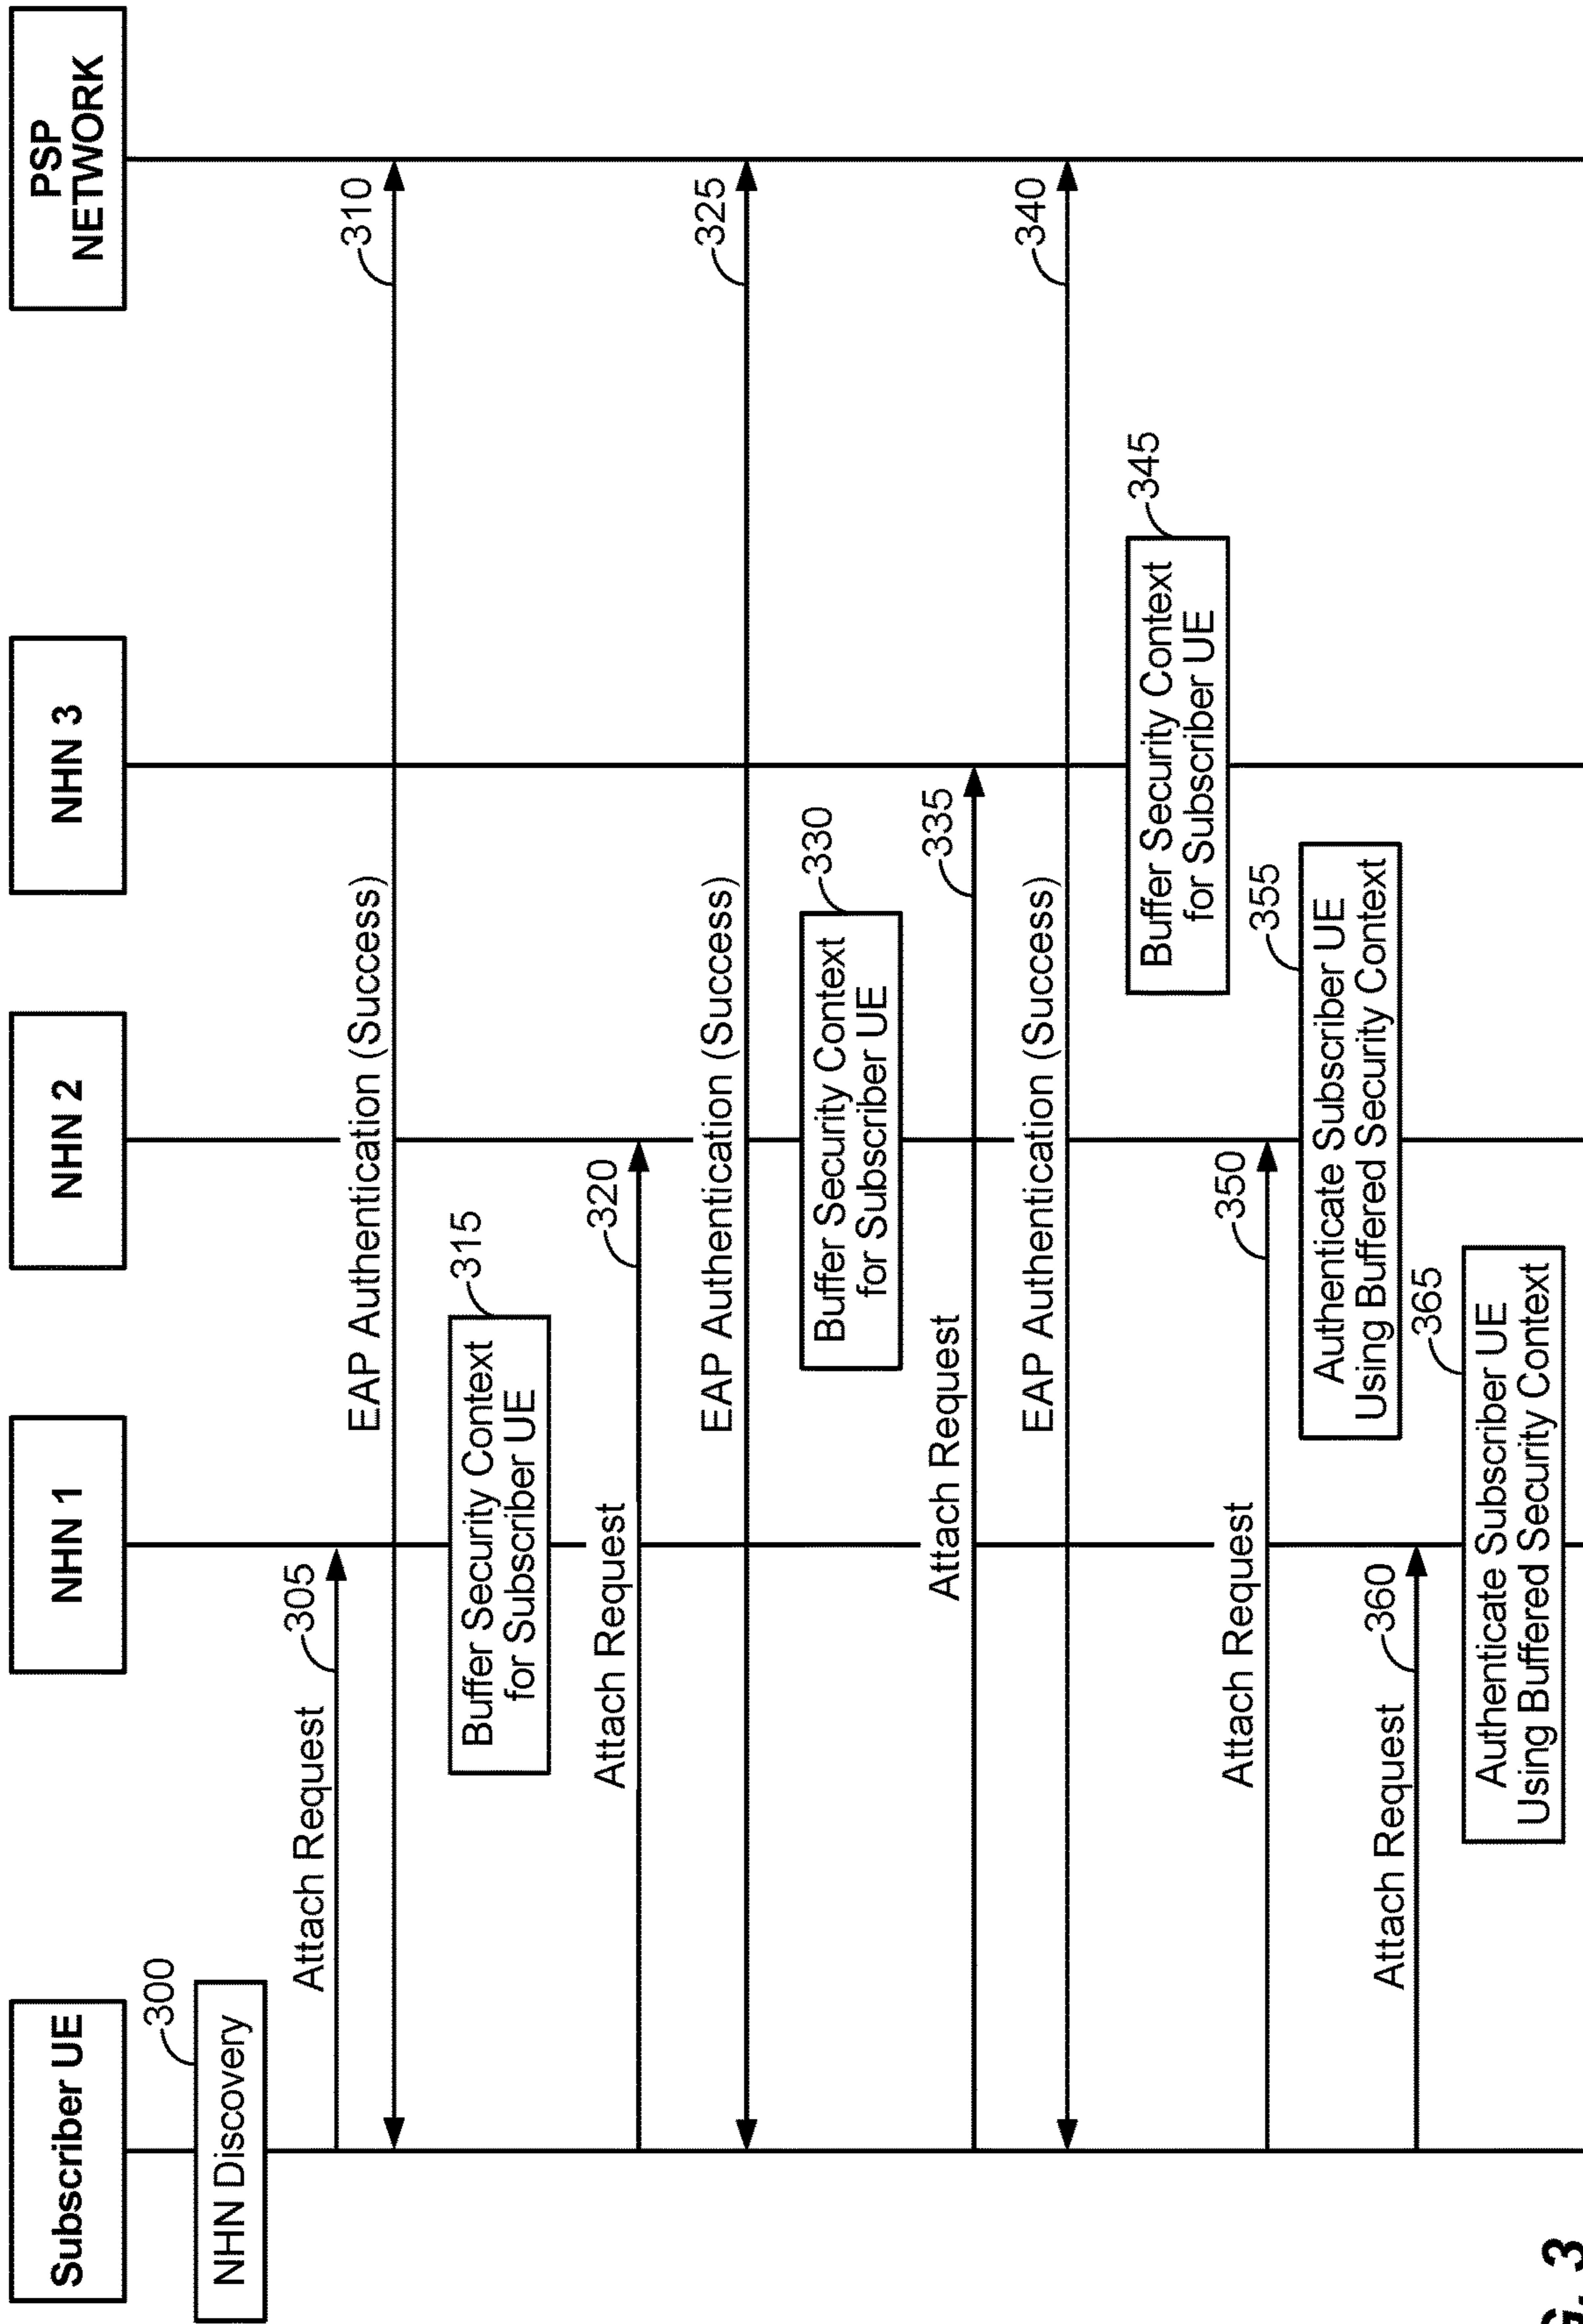 Subscriber UE
NHN 1
NHN 2
NHN 3
PSP
NETWORK
300
NHN Discovery
305
Attach Request
310
EAP Authentication (Success)
315
Buffer Security Context
for Subscriber UE
320
Attach Request
325
EAP Authentication (Success)
330
Buffer Security Context
for Subscriber UE
335
Attach Request
340
EAP Authentication (Success)
345
Buffer Security Context
for Subscriber UE
350
Attach Request
355
Authenticate Subscriber UE
Using Buffered Security Context
360
Attach Request
365
Authenticate Subscriber UE
Using Buffered Security Context
G. 3